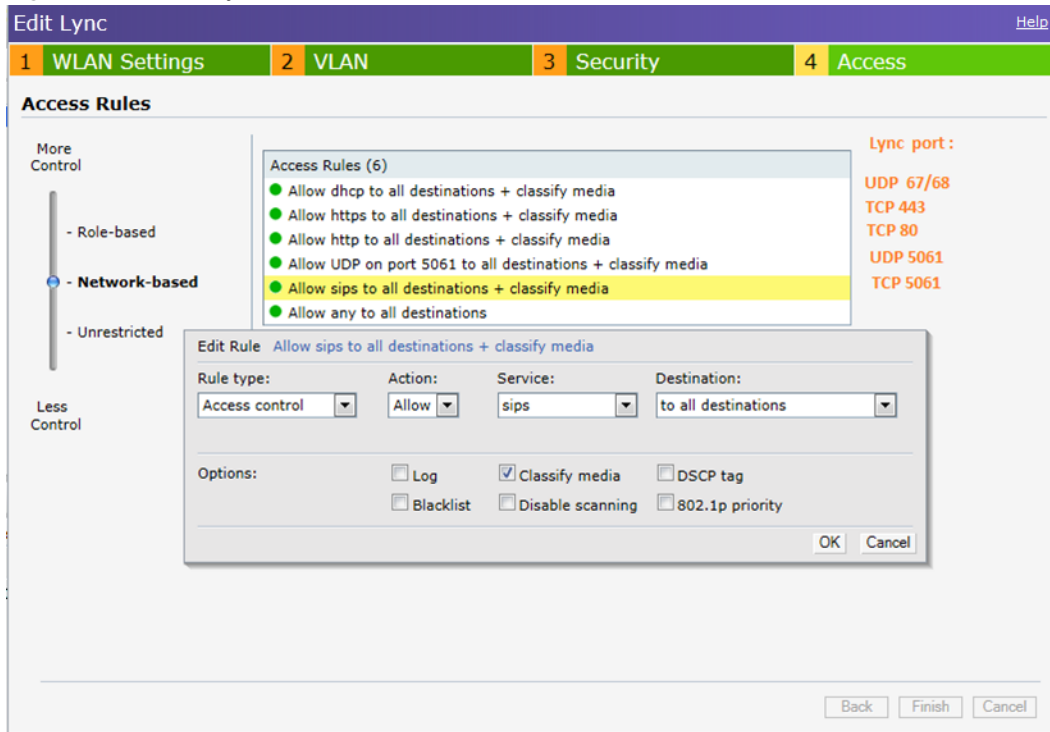 Edit Lync
Help
1 WLAN Settings
2 VLAN
3 Security
4 Access
Access Rules
More
Control
- Role-based
- Network-based
- Unrestricted
Less
Control
Access Rules (6)
Allow dhcp to all destinations + classify media
Allow https to all destinations + classify media
Allow http to all destinations + classify media
Allow UDP on port 5061 to all destinations + classify media
Allow sips to all destinations + classify media
Allow any to all destinations
Lync port :
UDP 67/68
TCP 443
TCP 80
UDP 5061
TCP 5061
Edit Rule Allow sips to all destinations + classify media
Rule type: Action: Service: Destination:
Access control Allow sips to all destinations
Options: Log Classify media DSCP tag
Blacklist Disable scanning 802.1p priority
OK Cancel
Back Finish Cancel